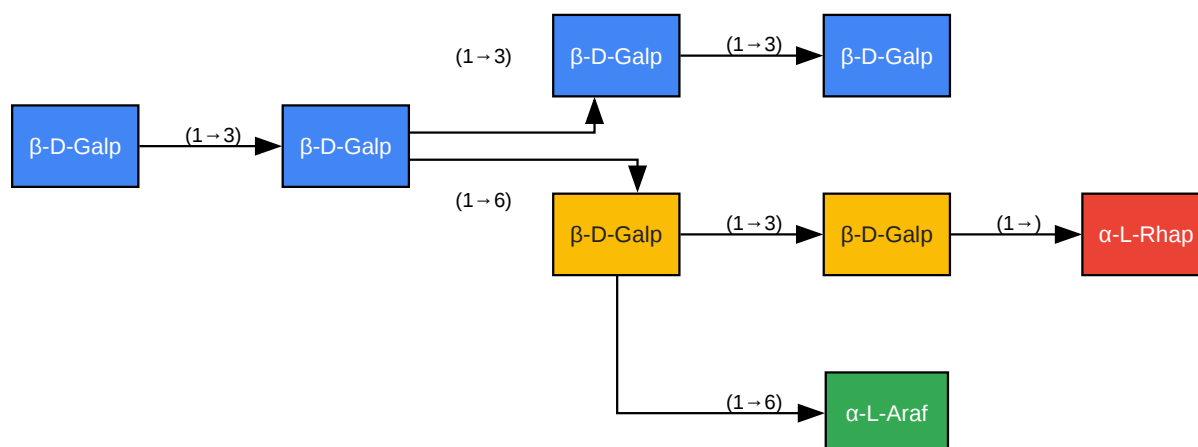 (1→3)
β-D-Galp
(1→3)
β-D-Galp
β-D-Galp
(1→3)
β-D-Galp
(1→6)
β-D-Galp
(1→3)
β-D-Galp
(1→)
α-L-Rhap
(1→6)
α-L-Araf